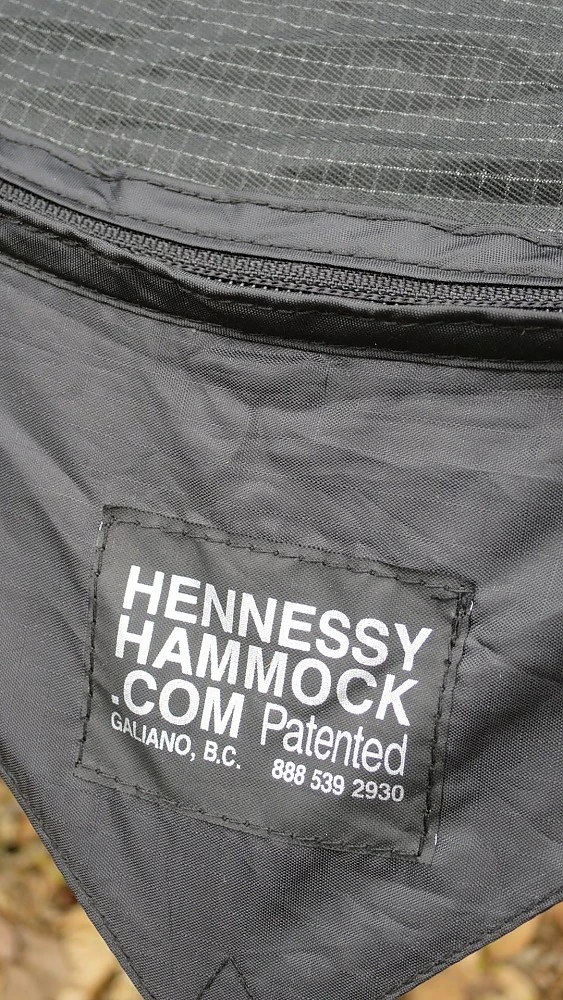 HENNESSY
HAMMOCK
.COM Patented
GALIANO, B.C. 888 539 2930